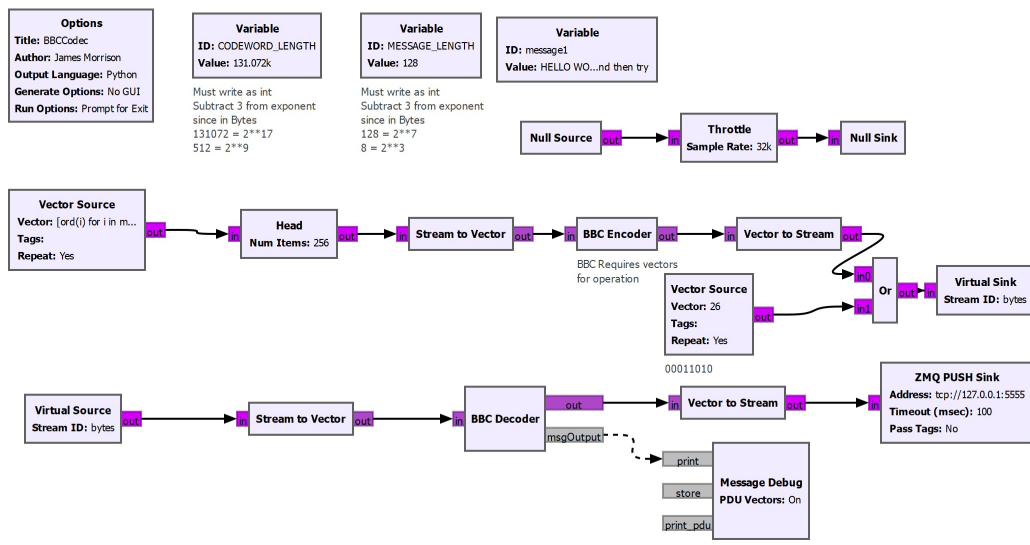 Options
Title: BBCCodec
Author: James Morrison
Output Language: Python
Generate Options: No GUI
Run Options: Prompt for Exit
Variable
ID: CODEWORD_LENGTH
Value: 131.072k
Must write as int
Subtract 3 from exponent
since in Bytes
131072 = 2**17
512 = 2**9
Variable
ID: MESSAGE_LENGTH
Value: 128
Must write as int
Subtract 3 from exponent
since in Bytes
128 = 2**7
8 = 2**3
Variable
ID: message1
Value: HELLO WO...nd then try
Null Source
out
in
Throttle
Sample Rate: 32k
out
in
Null Sink
Vector Source
Vector: [ord(i) for i in m...
Tags:
Repeat: Yes
out
in
Head
Num Items: 256
out
in
Stream to Vector
out
in
BBC Encoder
out
BBC Requires vectors
for operation
in
Vector to Stream
out
Vector Source
Vector: 26
Tags:
Repeat: Yes
out
00011010
in0
in1
Or
out
in
Virtual Sink
Stream ID: bytes
Virtual Source
Stream ID: bytes
out
in
Stream to Vector
out
in
BBC Decoder
out
msgOutput
in
Vector to Stream
out
in
ZMQ PUSH Sink
Address: tcp://127.0.0.1:5555
Timeout (msec): 100
Pass Tags: No
print
store
print_pdu
Message Debug
PDU Vectors: On